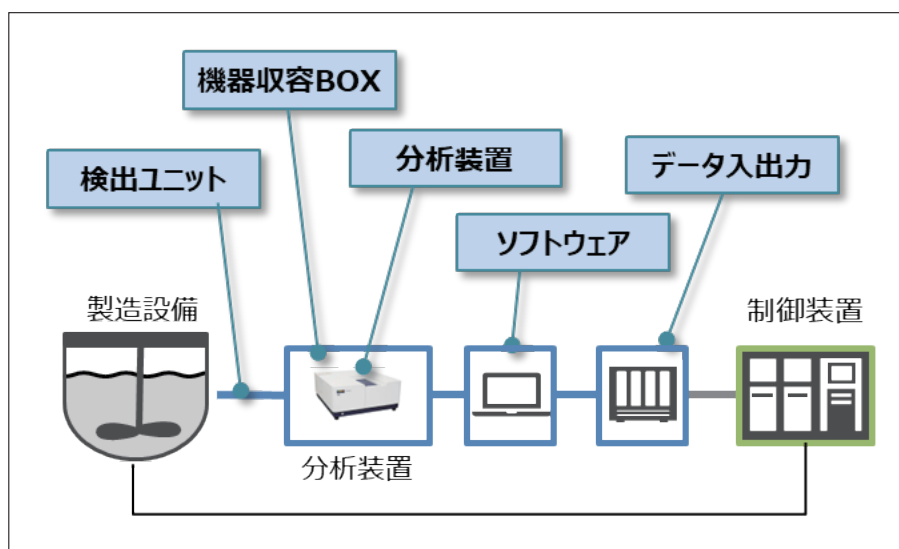 機器収容BOX
分析装置
データ入出力
検出ユニット
ソフトウェア
製造設備
制御装置
分析装置